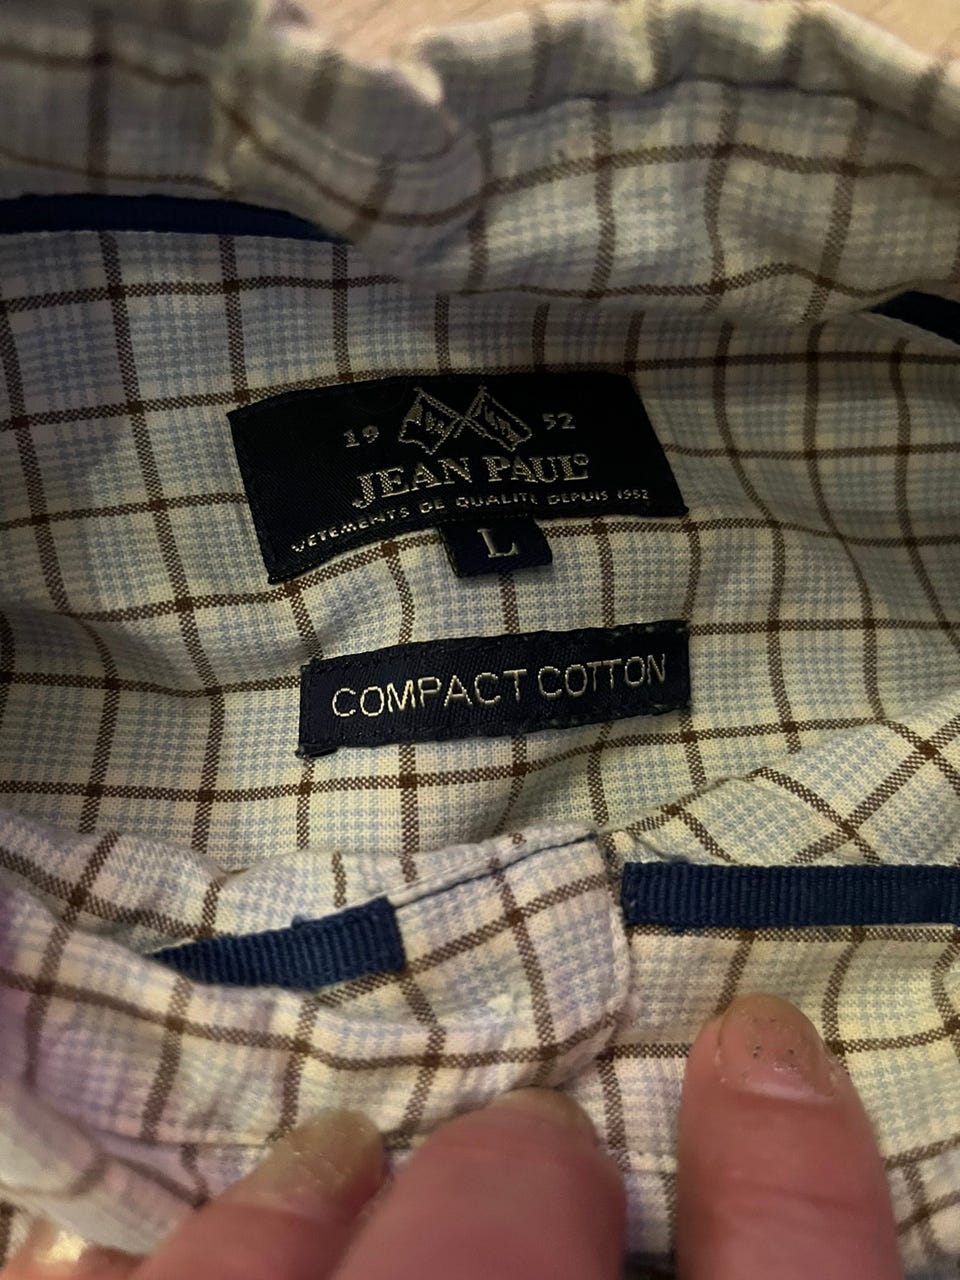 19 52
JEAN PAUL
VETEMENTS DE QUALITE DEPUIS 1952
L
COMPACT COTTON